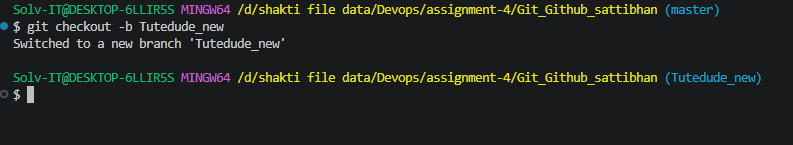 Solv-IT@DESKTOP-6LLIR5S MINGW64 /d/shakti file data/Devops/assignment-4/Git_Github_sattibhan (master)
$ git checkout -b Tutedude_new
Switched to a new branch 'Tutedude_new'
Solv-IT@DESKTOP-6LLIR5S MINGW64 /d/shakti file data/Devops/assignment-4/Git_Github_sattibhan (Tutedude_new)
$